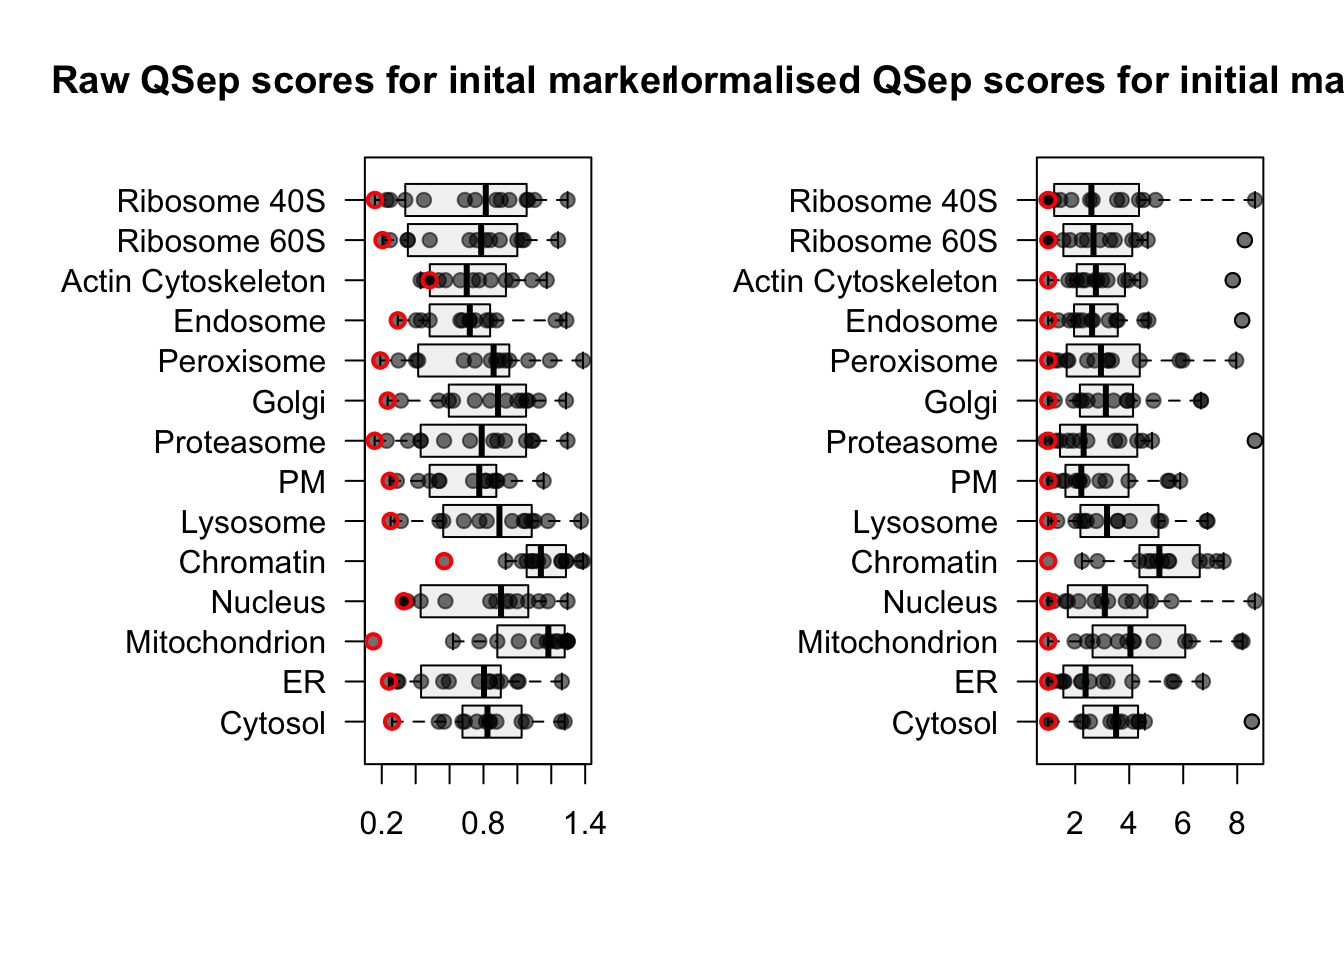 Raw QSep scores for inital marker
ormalised QSep scores for initial ma
Ribosome 40S
Ribosome 60S
Actin Cytoskeleton
Endosome
Peroxisome
Golgi
Proteasome
PM
Lysosome
Chromatin
Nucleus
Mitochondrion
ER
Cytosol
0.2 0.8 1.4
Ribosome 40S
Ribosome 60S
Actin Cytoskeleton
Endosome
Peroxisome
Golgi
Proteasome
PM
Lysosome
Chromatin
Nucleus
Mitochondrion
ER
Cytosol
2 4 6 8